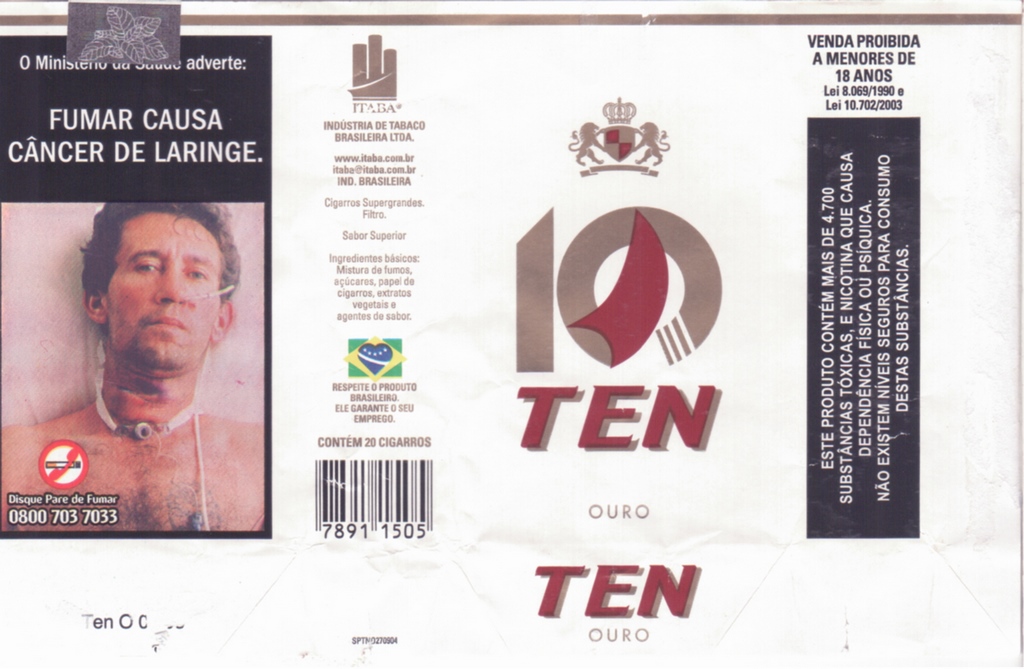 O Ministério da Saúde adverte:
FUMAR CAUSA
CÂNCER DE LARINGE.
Disque Pare de Fumar
0800 703 7033
Ten O
ITABA®
INDÚSTRIA DE TABACO
BRASILEIRA LTDA.
www.itaba.com.br
itaba@itaba.com.br
IND. BRASILEIRA
Cigarros Supergrandes.
Filtro.
Sabor Superior
Ingredientes básicos:
Mistura de fumos,
açúcares, papel de
cigarros, extratos
vegetais e
agentes de sabor.
RESPEITE O PRODUTO
BRASILEIRO.
ELE GARANTE O SEU
EMPREGO.
CONTÉM 20 CIGARROS
7891 1505
SPTNO270904
10
TEN
OURO
TEN
OURO
VENDA PROIBIDA
A MENORES DE
18 ANOS
Lei 8.069/1990 e
Lei 10.702/2003
ESTE PRODUTO CONTÉM MAIS DE 4.700
SUBSTÂNCIAS TÓXICAS, E NICOTINA QUE CAUSA
DEPENDÊNCIA FÍSICA OU PSÍQUICA.
NÃO EXISTEM NÍVEIS SEGUROS PARA CONSUMO
DESTAS SUBSTÂNCIAS.